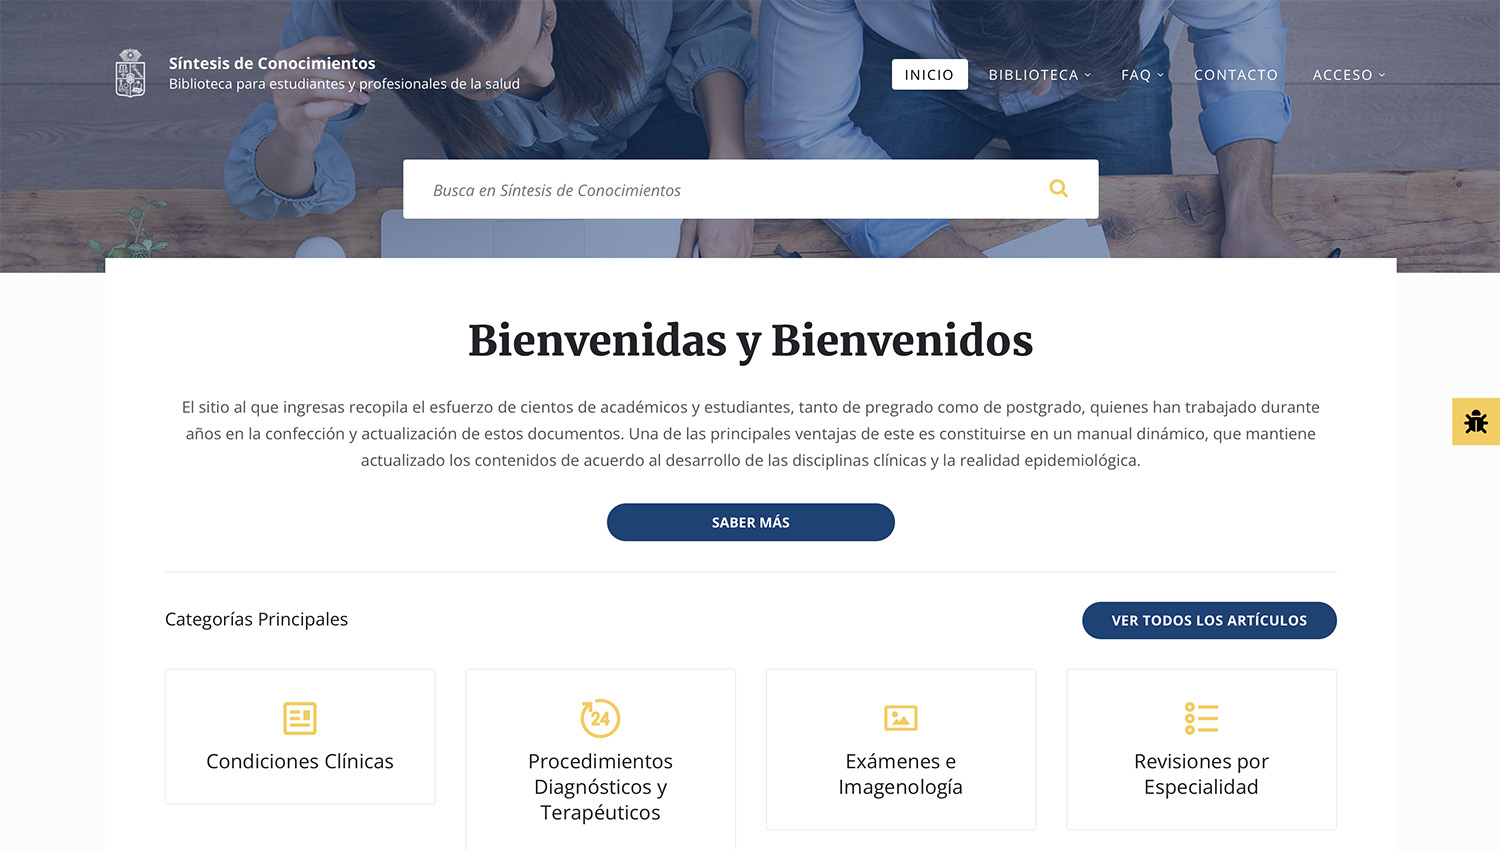 Síntesis de Conocimientos
Biblioteca para estudiantes y profesionales de la salud
INICIO
BIBLIOTECA
FAQ
CONTACTO
ACCESO
Busca en Síntesis de Conocimientos
Bienvenidas y Bienvenidos
El sitio al que ingresas recopila el esfuerzo de cientos de académicos y estudiantes, tanto de pregrado como de postgrado, quienes han trabajado durante
años en la confección y actualización de estos documentos. Una de las principales ventajas de este es constituirse en un manual dinámico, que mantiene
actualizado los contenidos de acuerdo al desarrollo de las disciplinas clínicas y la realidad epidemiológica.
SABER MÁS
Categorías Principales
VER TODOS LOS ARTÍCULOS
Condiciones Clínicas
24
Procedimientos
Diagnósticos y
Terapéuticos
Exámenes e
Imagenología
Revisiones por
Especialidad